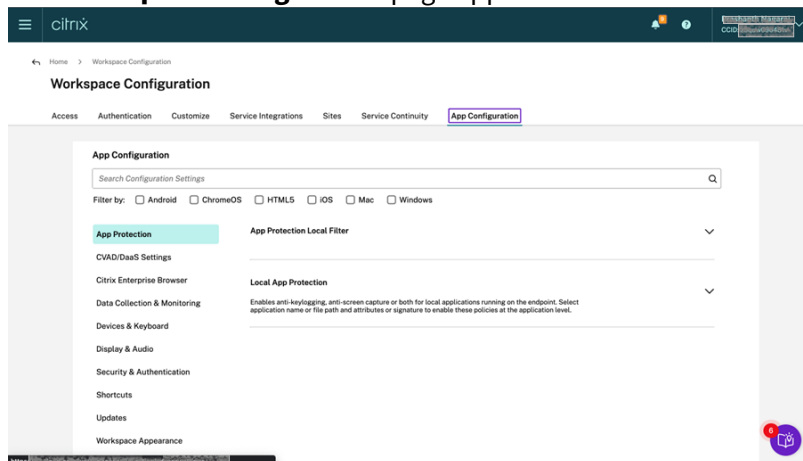 citrix
8
?
CCID:
Home > Workspace Configuration
Workspace Configuration
Access Authentication Customize Service Integrations Sites Service Continuity App Configuration
App Configuration
Search Configuration Settings
Filter by: Android ChromeOS HTML5 iOS Mac Windows
App Protection
App Protection Local Filter
CVAD/DaaS Settings
Citrix Enterprise Browser
Local App Protection
Data Collection & Monitoring
Enables anti-keylogging, anti-screen capture or both for local applications running on the endpoint. Select
application name or file path and attributes or signature to enable these policies at the application level.
Devices & Keyboard
Display & Audio
Security & Authentication
Shortcuts
Updates
6
Workspace Appearance